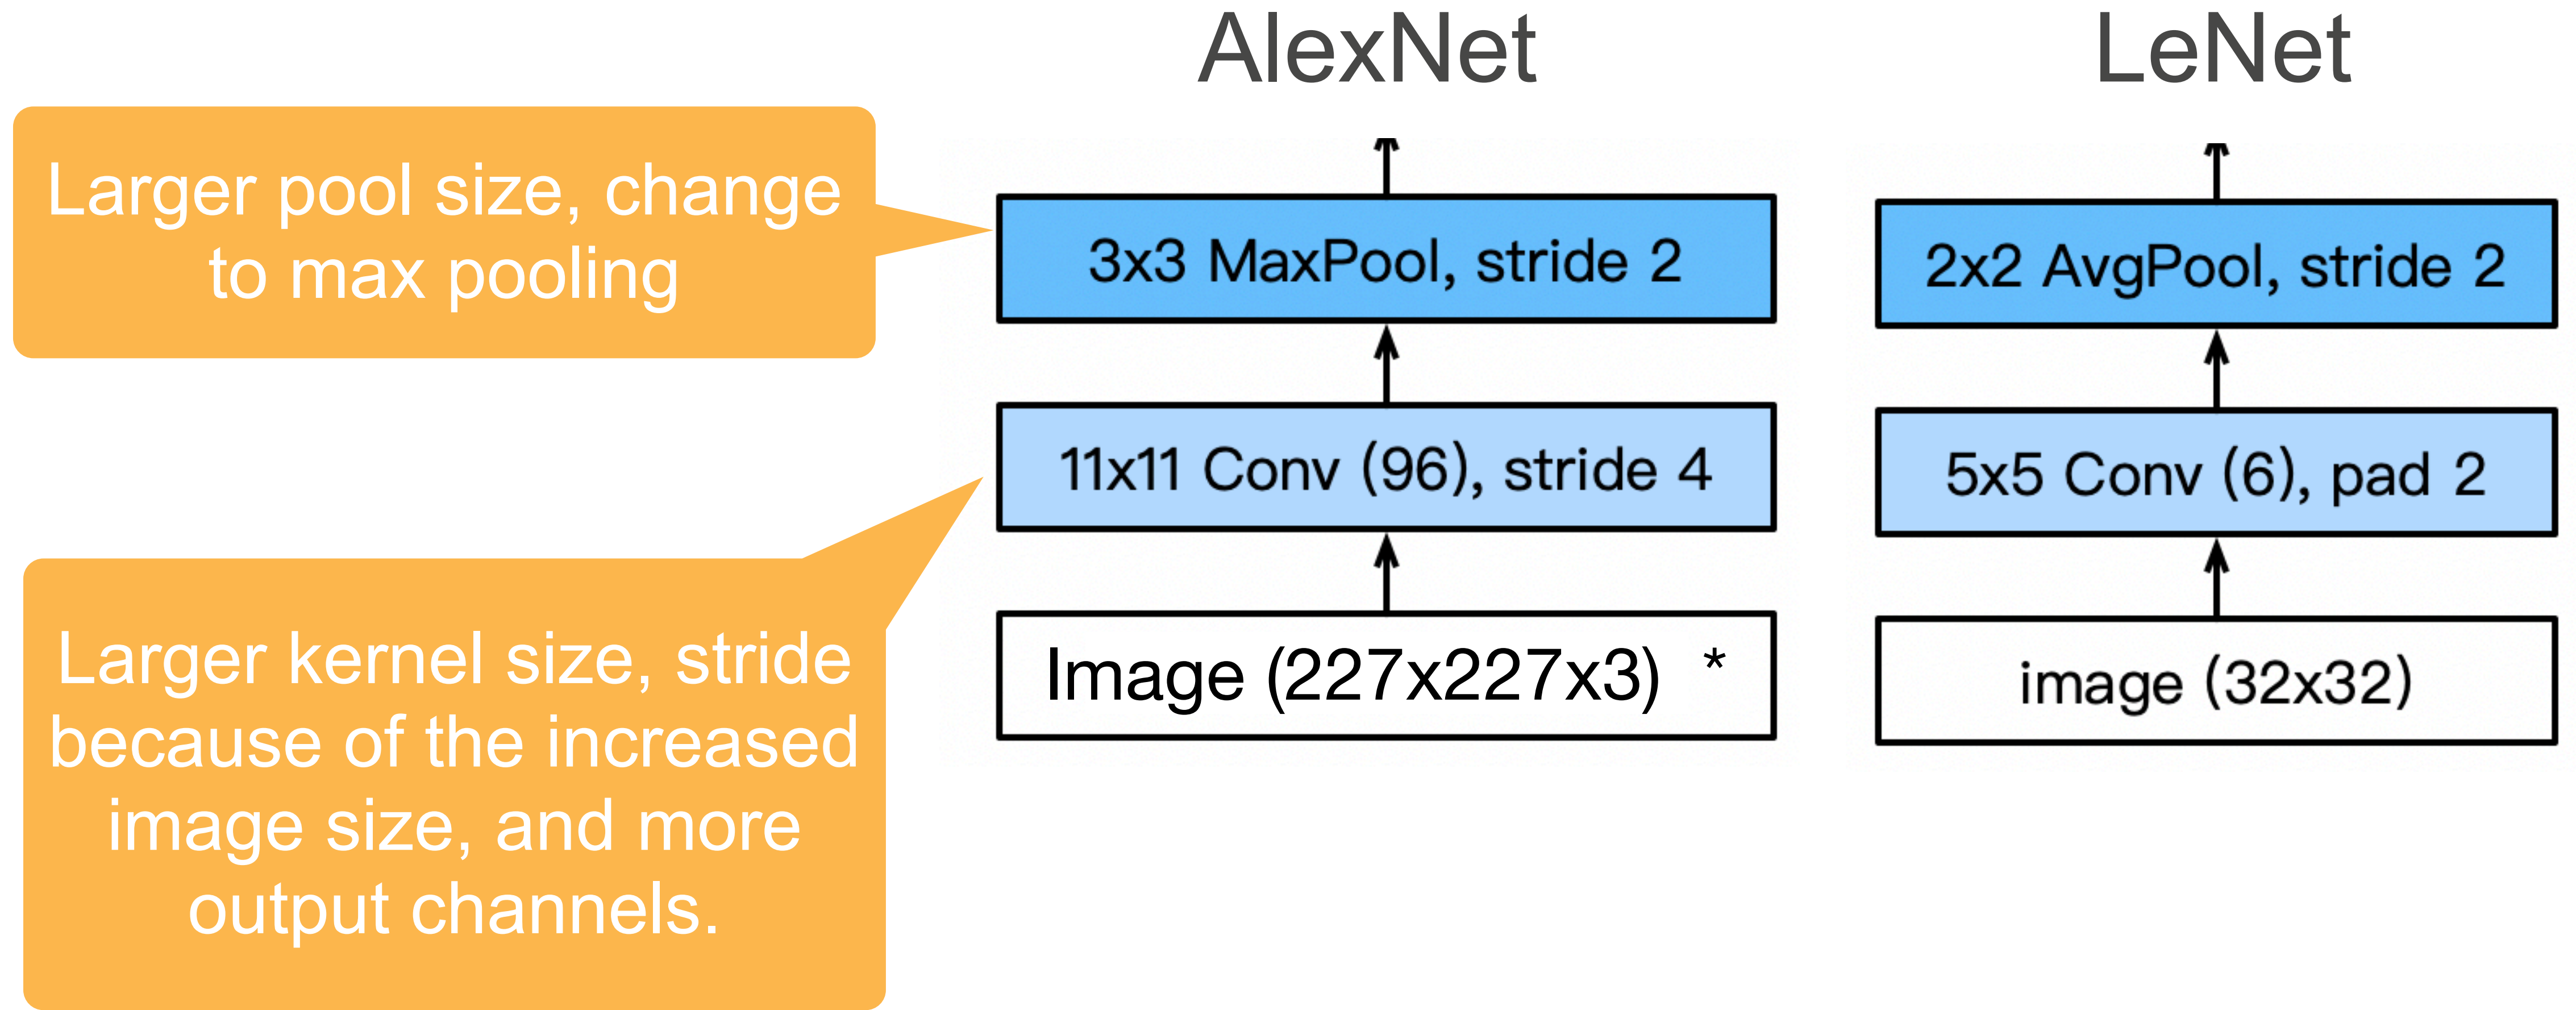 AlexNet
LeNet
Larger pool size, change
to max pooling
3x3 MaxPool, stride 2
2x2 AvgPool, stride 2
11x11 Conv (96), stride 4
5x5 Conv (6), pad 2
Larger kernel size, stride
because of the increased
image size, and more
output channels.
Image (227x227x3) *
image (32x32)